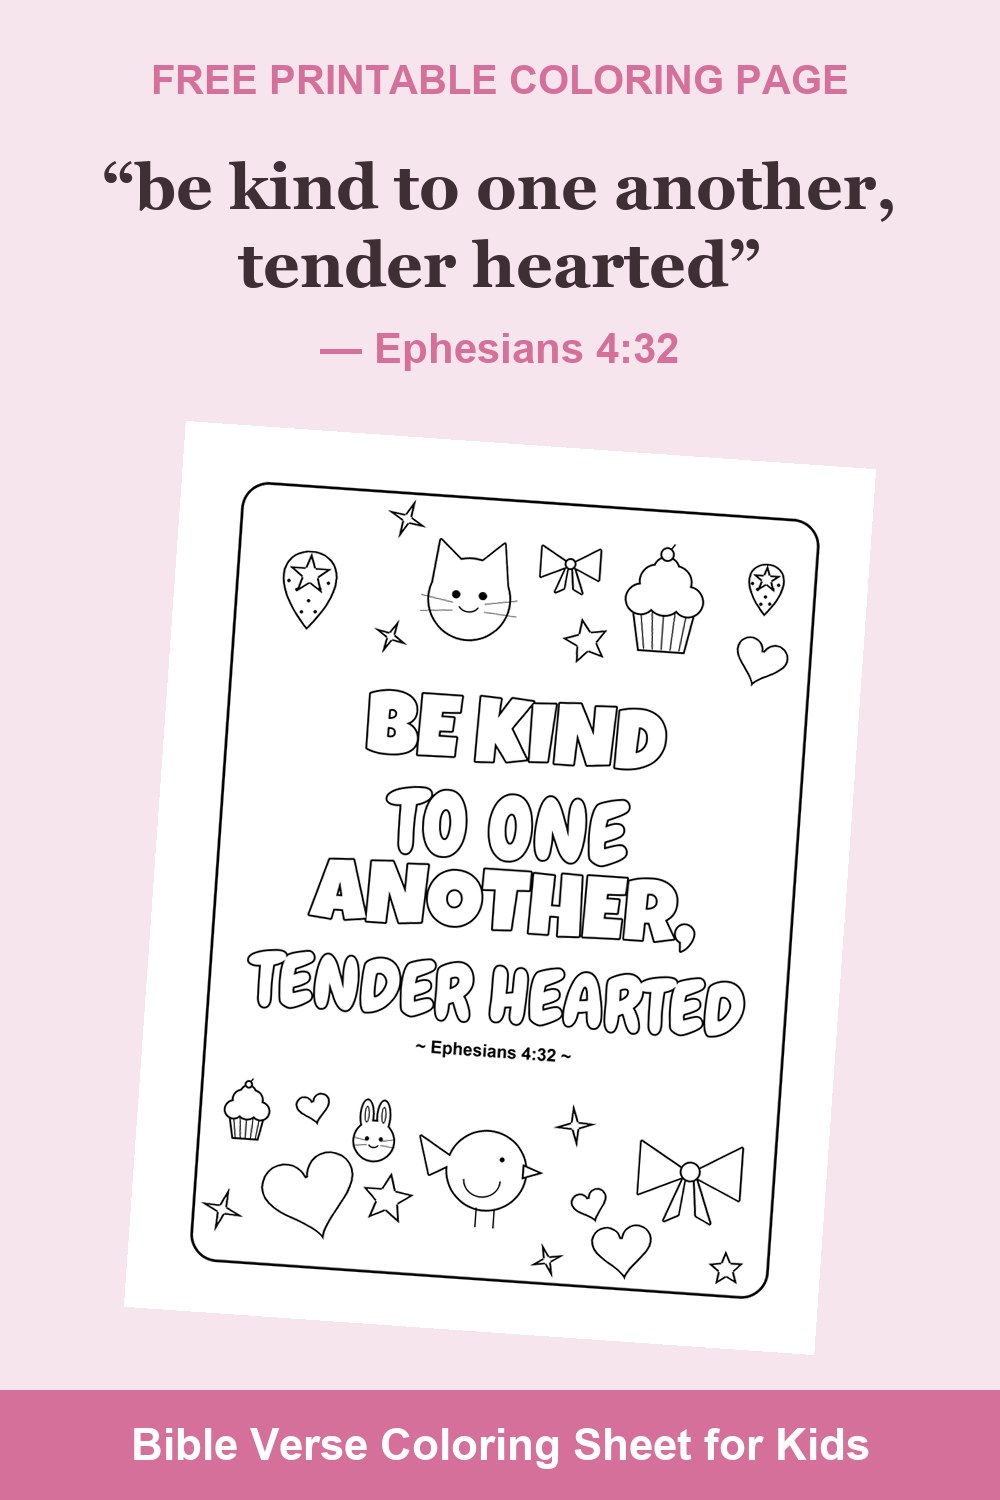 FREE PRINTABLE COLORING PAGE
“be kind to one another,
tender hearted”
— Ephesians 4:32
BE KIND
TO ONE
ANOTHER,
TENDER HEARTED
~ Ephesians 4:32 ~
Bible Verse Coloring Sheet for Kids